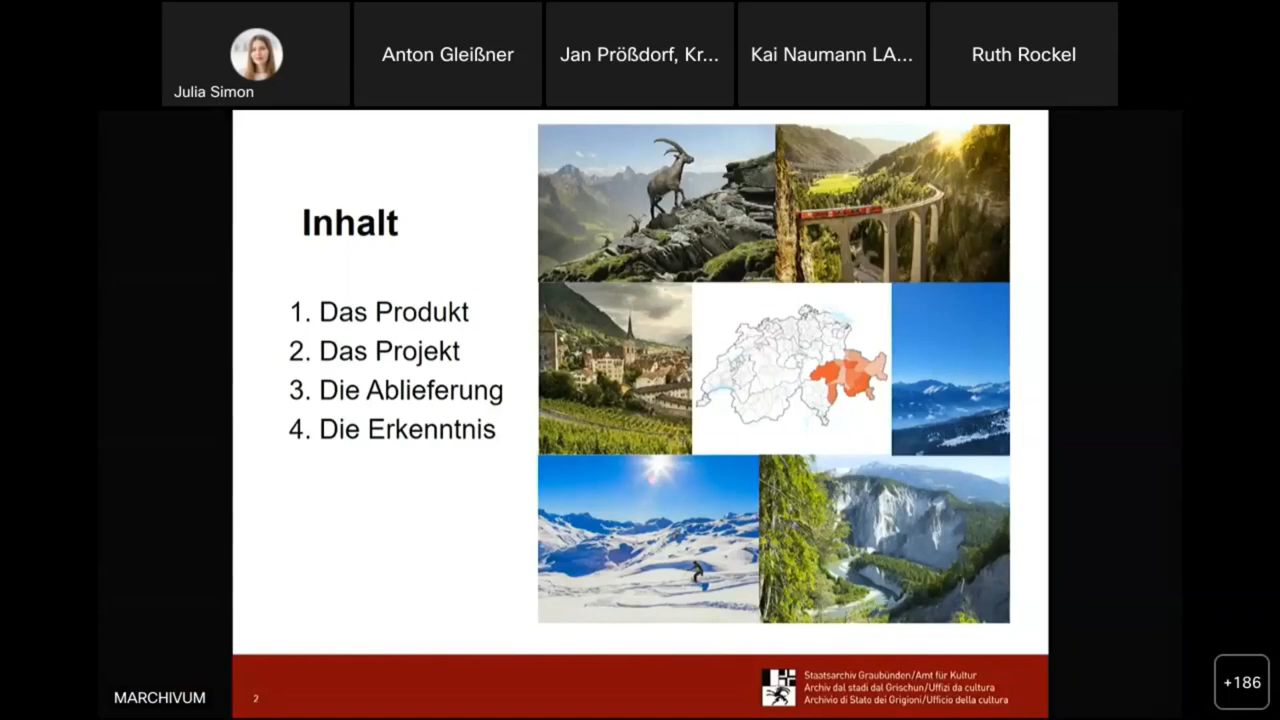 Julia Simon
Anton Gleißner
Jan Prößdorf, Kr...
Kai Naumann LA...
Ruth Rockel
Inhalt
1. Das Produkt
2. Das Projekt
3. Die Ablieferung
4. Die Erkenntnis
MARCHIVUM
2
Staatsarchiv Graubünden/Amt für Kultur
Archiv dal stadi dal Grischun/Uffizi da cultura
Archivio di Stato dei Grigioni/Ufficio della cultura
+186